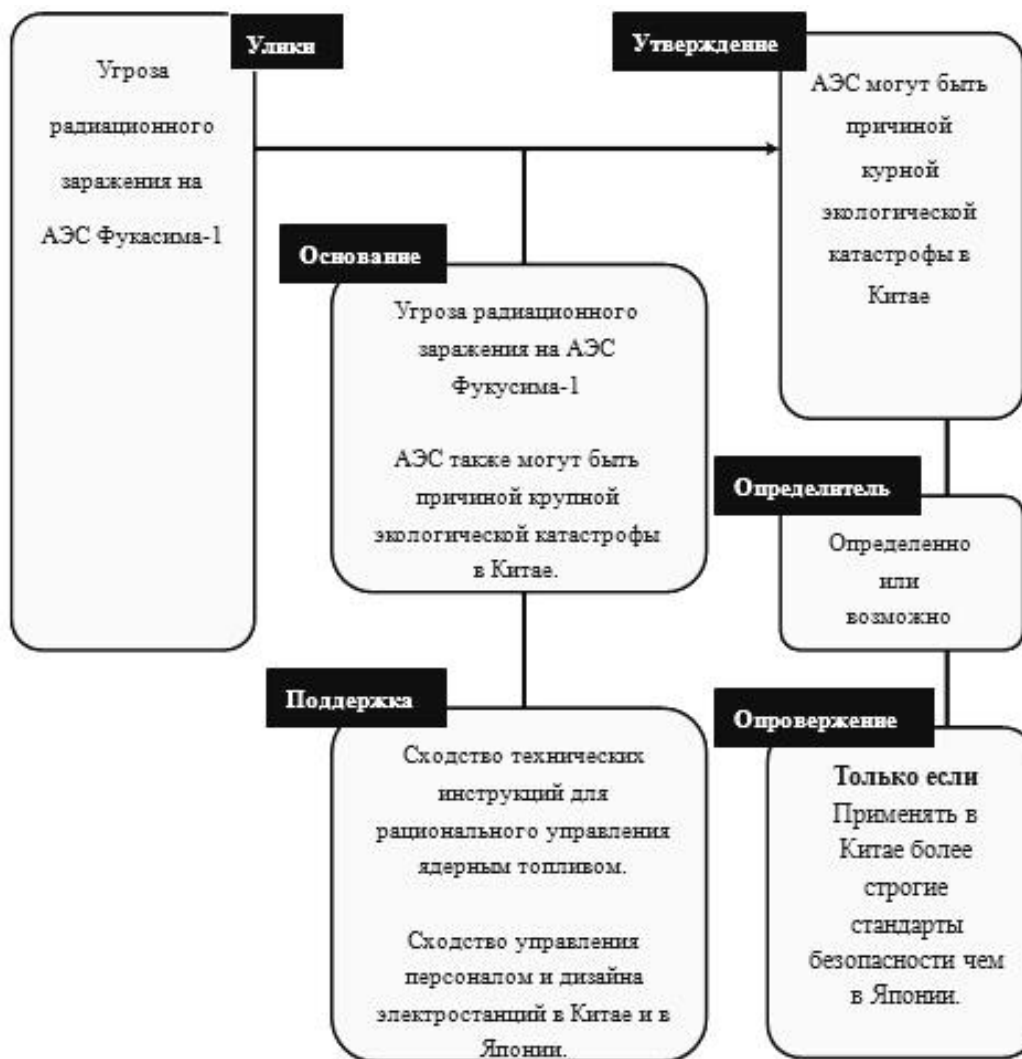 Улики
Угроза
радиационного
заражения на
АЭС Фукасима-1
Утверждение
АЭС могут быть
причиной
курной
экологической
катастрофы в
Китае
Основание
Угроза радиационного
заражения на АЭС
Фукусима-1
АЭС также могут быть
причиной крупной
экологической катастрофы
в Китае.
Определитель
Определенно
или
возможно
Поддержка
Сходство технических
инструкций для
рационального управления
ядерным топливом.
Сходство управления
персоналом и дизайна
электростанций в Китае и в
Японии.
Опровержение
Только если
Применять в
Китае более
строгие
стандарты
безопасности чем
в Японии.